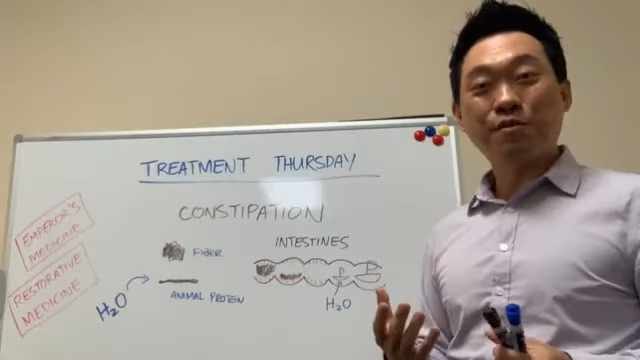 TREATMENT THURSDAY
CONSTIPATION
EMPEROR'S
MEDICINE
RESTORATIVE
MEDICINE
FIBER
H₂O
ANIMAL PROTEIN
INTESTINES
P
P
H₂O